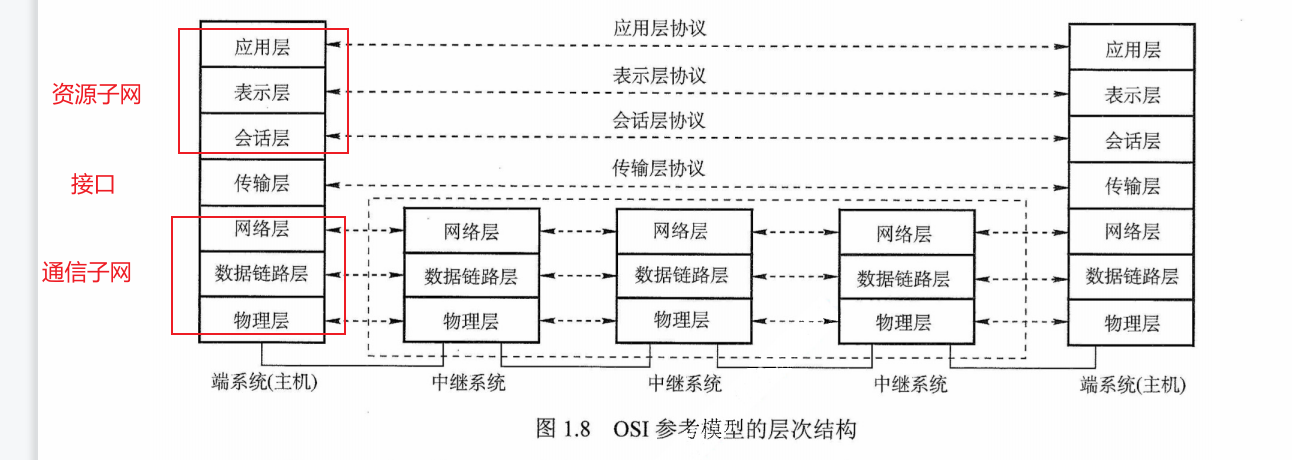 应用层协议
应用层
应用层
表示层协议
资源子网
表示层
表示层
会话层协议
会话层
会话层
传输层协议
接口
传输层
传输层
网络层
网络层
网络层
网络层
网络层
通信子网
数据链路层
数据链路层
数据链路层
数据链路层
数据链路层
物理层
物理层
物理层
物理层
物理层
端系统(主机)
中继系统
中继系统
中继系统
端系统(主机)
图 1.8 OSI 参考模型的层次结构